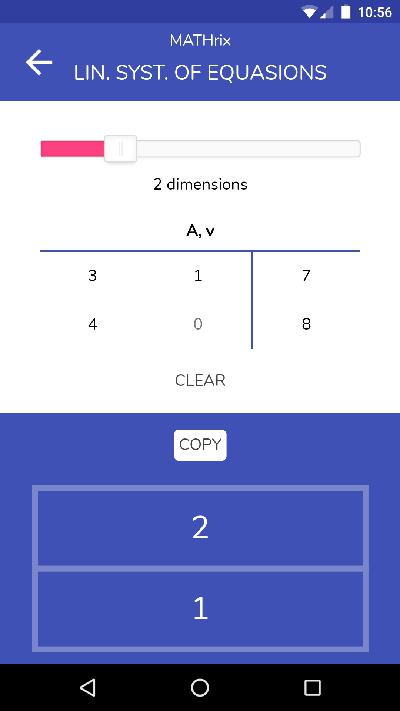 10:56
MATHrix
LIN. SYST. OF EQUASIONS
2 dimensions
A, v
3 1 7
4 0 8
CLEAR
COPY
2
1